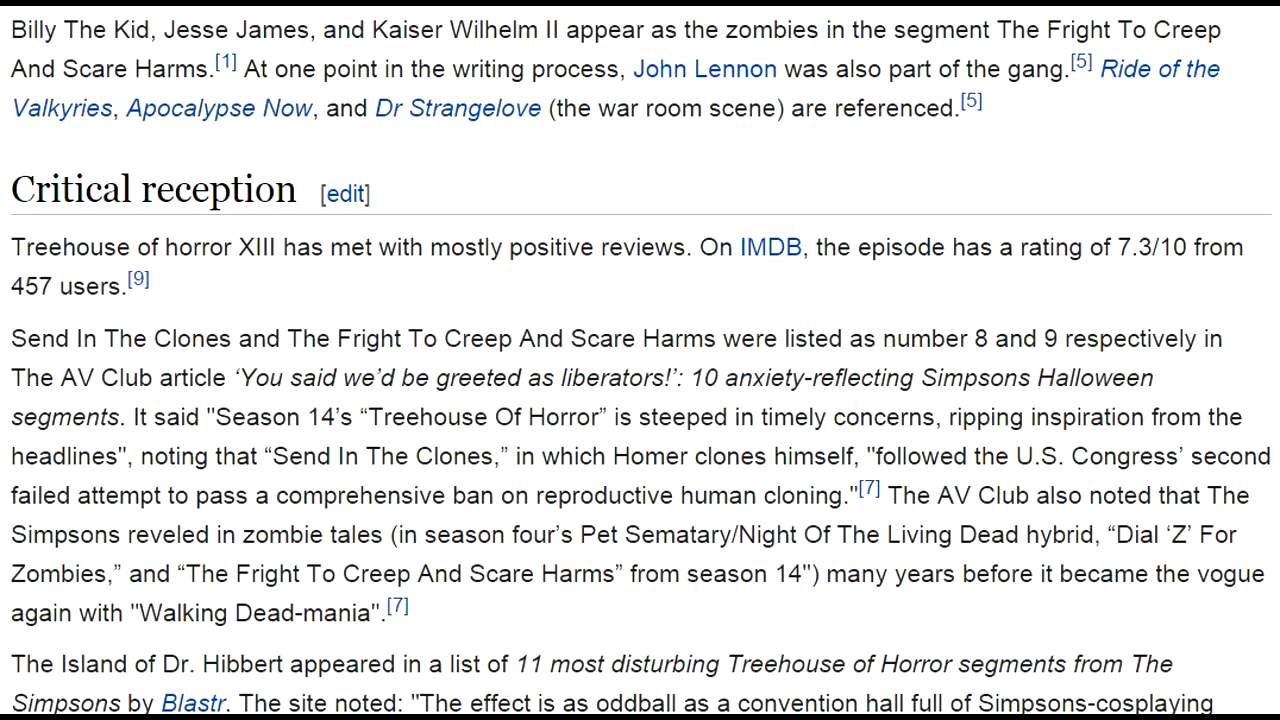 Billy The Kid, Jesse James, and Kaiser Wilhelm II appear as the zombies in the segment The Fright To Creep
And Scare Harms.[1] At one point in the writing process, John Lennon was also part of the gang.[5] Ride of the
Valkyries, Apocalypse Now, and Dr Strangelove (the war room scene) are referenced.[5]
Critical reception [edit]
Treehouse of horror XIII has met with mostly positive reviews. On IMDB, the episode has a rating of 7.3/10 from
457 users.[9]
Send In The Clones and The Fright To Creep And Scare Harms were listed as number 8 and 9 respectively in
The AV Club article ‘You said we’d be greeted as liberators!’: 10 anxiety-reflecting Simpsons Halloween
segments. It said "Season 14’s “Treehouse Of Horror” is steeped in timely concerns, ripping inspiration from the
headlines", noting that “Send In The Clones,” in which Homer clones himself, "followed the U.S. Congress’ second
failed attempt to pass a comprehensive ban on reproductive human cloning."[7] The AV Club also noted that The
Simpsons reveled in zombie tales (in season four’s Pet Sematary/Night Of The Living Dead hybrid, “Dial ‘Z’ For
Zombies,” and “The Fright To Creep And Scare Harms” from season 14") many years before it became the vogue
again with "Walking Dead-mania".[7]
The Island of Dr. Hibbert appeared in a list of 11 most disturbing Treehouse of Horror segments from The
Simpsons by Blastr. The site noted: "The effect is as oddball as a convention hall full of Simpsons-cosplaying